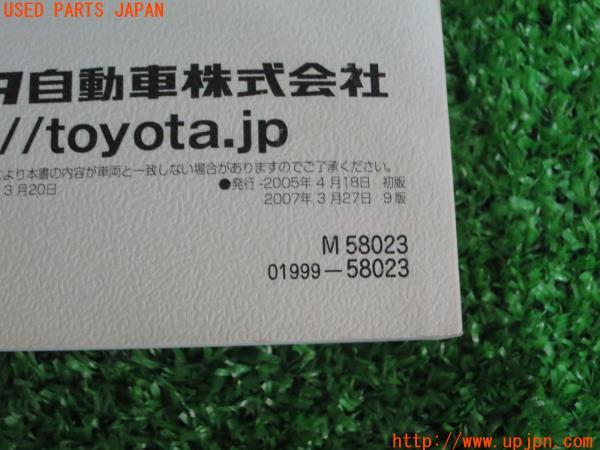 USED PARTS JAPAN
タ自動車株式会社
//toyota.jp
より本書の内容が車両と一致しない場合がありますのでご了承ください。
3月20日
●発行-2005年 4月18日 初版
2007年 3月27日 9版
M 58023
01999-58023
http://www.upjpn.com/